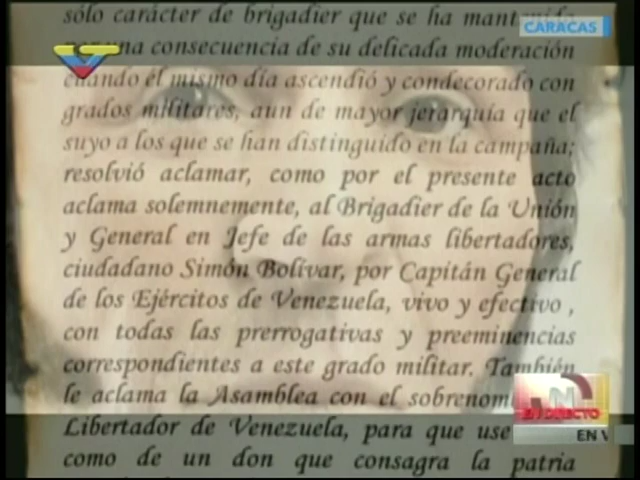 sólo carácter de brigadier que se ha mantenido
CARACAS
por una consecuencia de su delicada moderación
cuando él mismo día ascendió y condecorado con
grados militares, aun de mayor jerarquía que el
suyo a los que se han distinguido en la campaña;
resolvió aclamar, como por el presente acto
aclama solemnemente, al Brigadier de la Unión
y General en Jefe de las armas libertadores,
ciudadano Simón Bolívar, por Capitán General
de los Ejércitos de Venezuela, vivo y efectivo ,
con todas las prerrogativas y preeminencias
correspondientes a este grado militar. También
le aclama la Asamblea con el
EN DIRECTO
Libertador de Venezuela, para que use
EN V
como de un don que consagra la patria